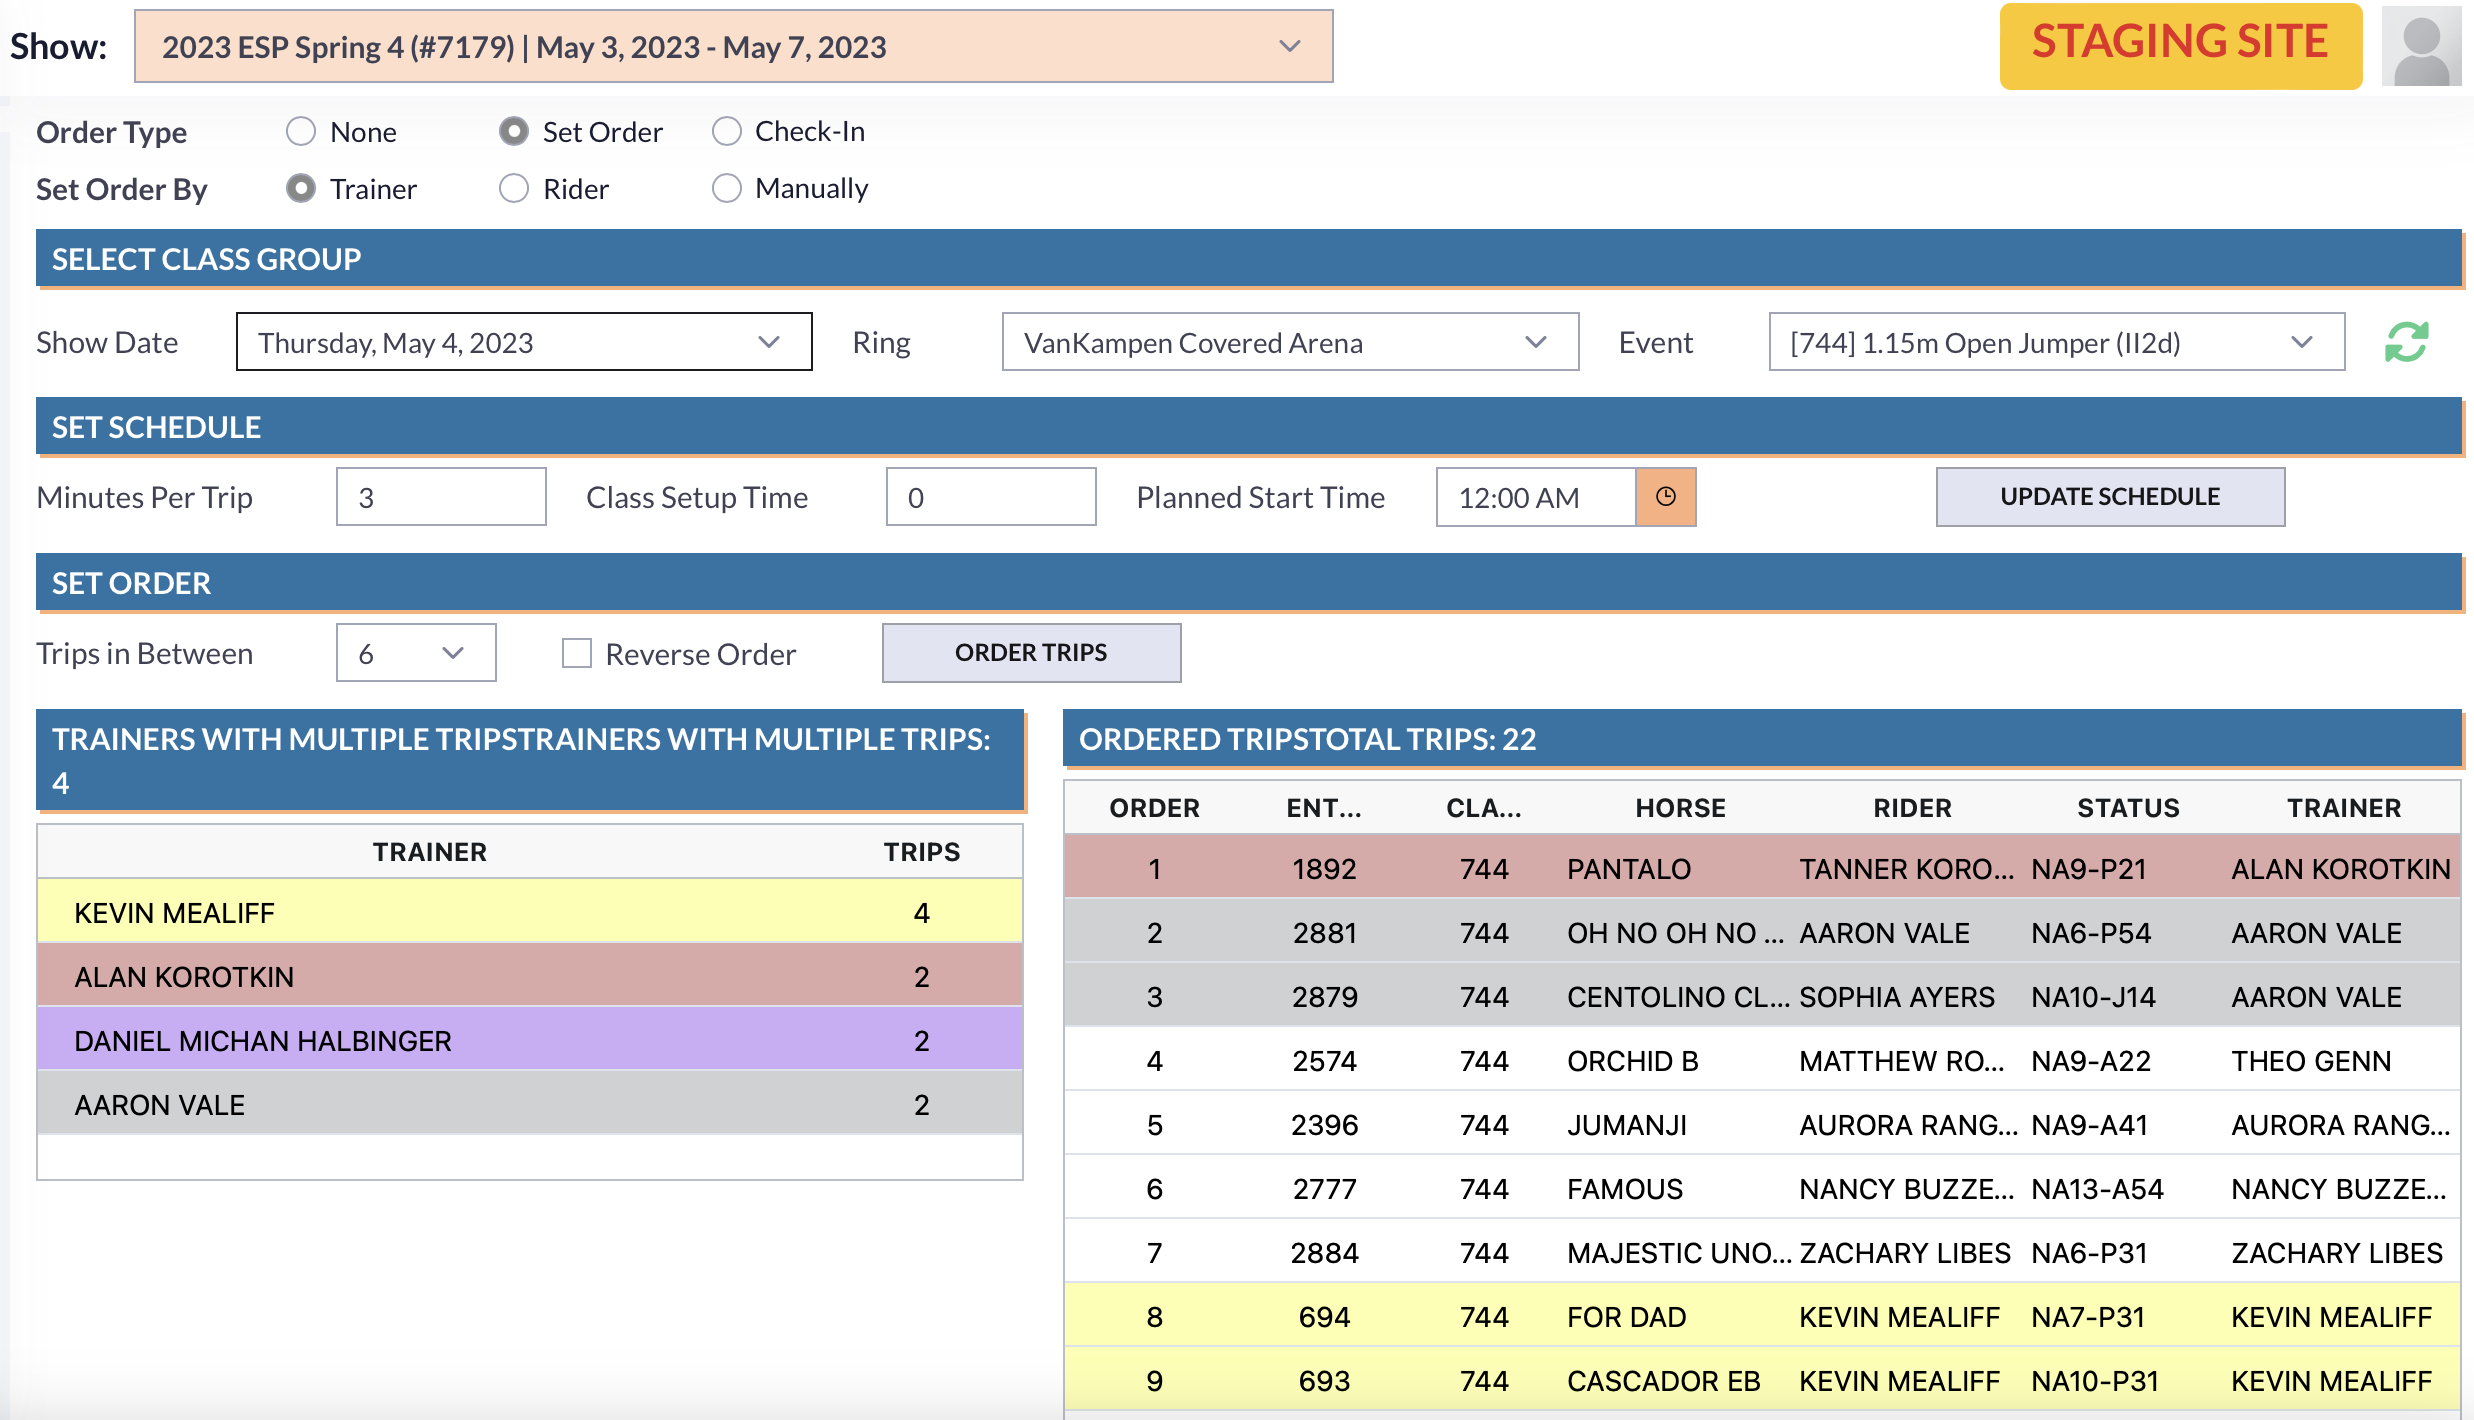 Show: 2023 ESP Spring 4 (#7179) | May 3, 2023 - May 7, 2023 STAGING SITE
Order Type None Set Order Check-In
Set Order By Trainer Rider Manually
SELECT CLASS GROUP
Show Date Thursday, May 4, 2023 Ring VanKampen Covered Arena Event [744] 1.15m Open Jumper (II2d)
SET SCHEDULE
Minutes Per Trip 3 Class Setup Time 0 Planned Start Time 12:00 AM UPDATE SCHEDULE
SET ORDER
Trips in Between 6 Reverse Order ORDER TRIPS
TRAINERS WITH MULTIPLE TRIPSTRAINERS WITH MULTIPLE TRIPS:
4
TRAINER TRIPS
KEVIN MEALIFF 4
ALAN KOROTKIN 2
DANIEL MICHAN HALBINGER 2
AARON VALE 2
ORDERED TRIPSTOTAL TRIPS: 22
ORDER ENT... CLA... HORSE RIDER STATUS TRAINER
1 1892 744 PANTALO TANNER KORO... NA9-P21 ALAN KOROTKIN
2 2881 744 OH NO OH NO ... AARON VALE NA6-P54 AARON VALE
3 2879 744 CENTOLINO CL... SOPHIA AYERS NA10-J14 AARON VALE
4 2574 744 ORCHID B MATTHEW RO... NA9-A22 THEO GENN
5 2396 744 JUMANJI AURORA RANG... NA9-A41 AURORA RANG...
6 2777 744 FAMOUS NANCY BUZZE... NA13-A54 NANCY BUZZE...
7 2884 744 MAJESTIC UNO... ZACHARY LIBES NA6-P31 ZACHARY LIBES
8 694 744 FOR DAD KEVIN MEALIFF NA7-P31 KEVIN MEALIFF
9 693 744 CASCADOR EB KEVIN MEALIFF NA10-P31 KEVIN MEALIFF